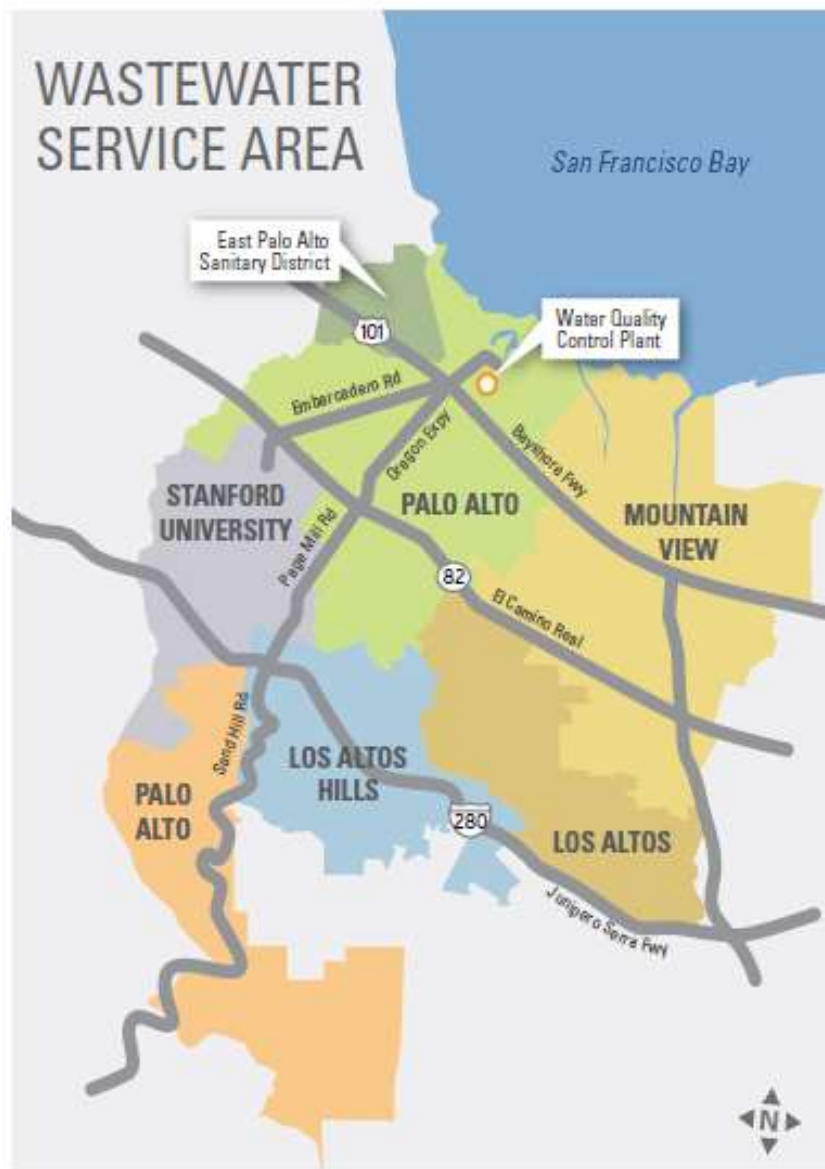 WASTEWATER
SERVICE AREA
San Francisco Bay
East Palo Alto
Sanitary District
Water Quality
Control Plant
101
Embarcadero Rd
Oregon Expy
Bayshore Fwy
STANFORD
UNIVERSITY
PALO ALTO
MOUNTAIN
VIEW
Page Mill Rd
82
El Camino Real
Sand Hill Rd
LOS ALTOS
HILLS
PALO
ALTO
280
LOS ALTOS
Junipero Serra Fwy
N